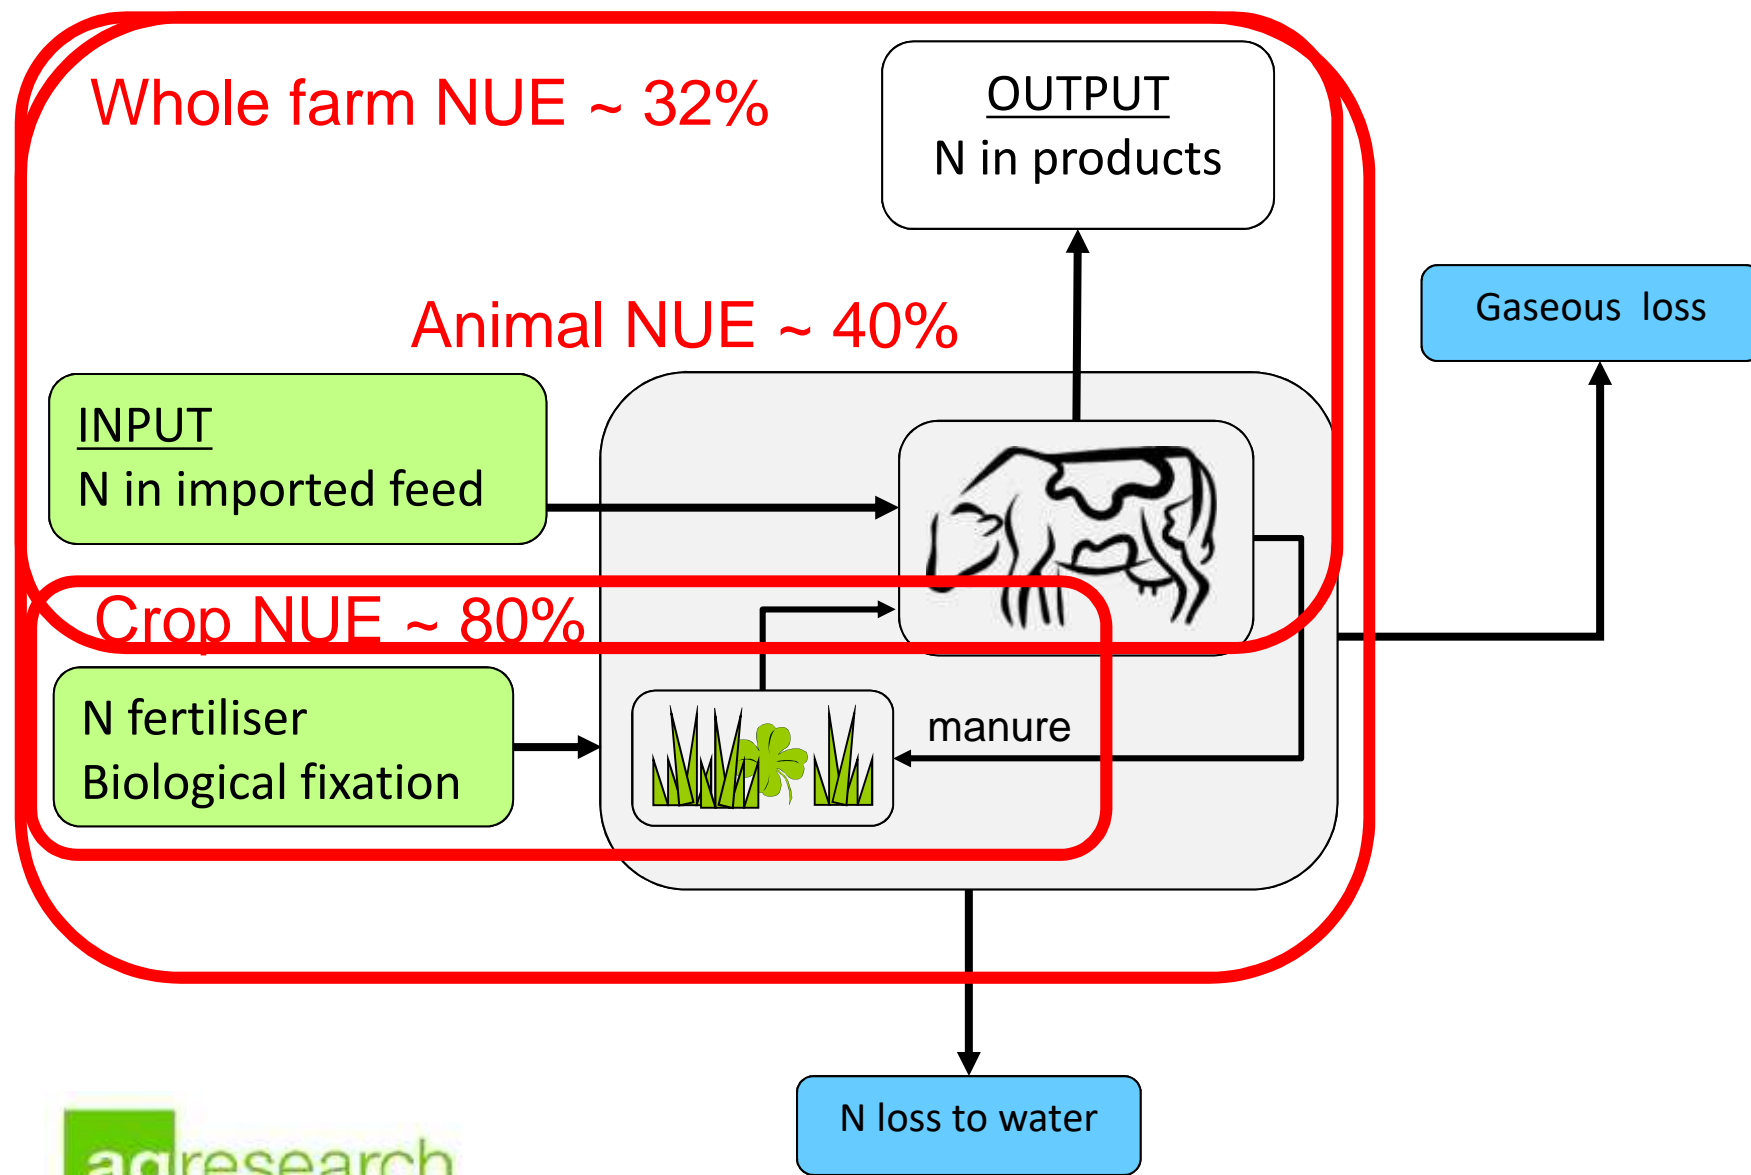 Whole farm NUE ~ 32%
OUTPUT
N in products
Animal NUE ~ 40%
Gaseous loss
INPUT
N in imported feed
Crop NUE ~ 80%
N fertiliser
Biological fixation
manure
N loss to water
agresearch